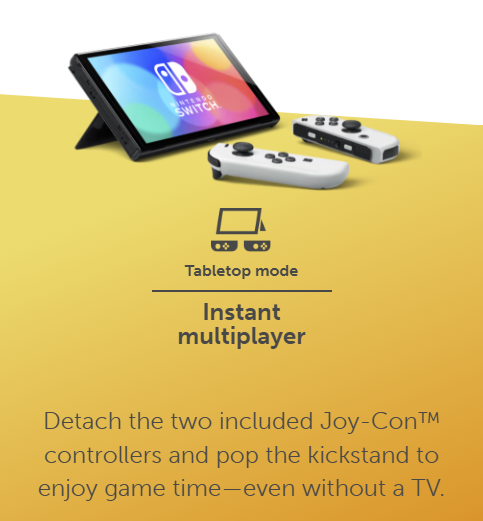 NINTENDO
SWITCH™
Tabletop mode
Instant
multiplayer
Detach the two included Joy-Con™
controllers and pop the kickstand to
enjoy game time—even without a TV.